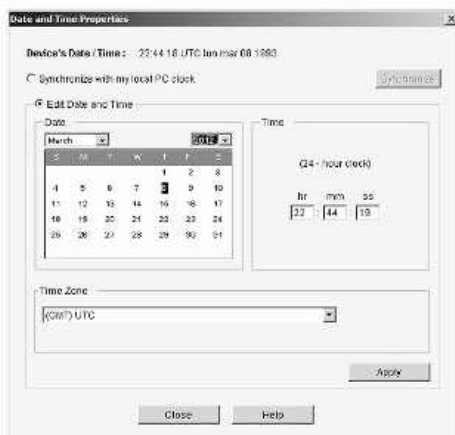 Date and Time Properties
Device's Date / Time : 22:44:18 UTC lun mar 08 1993
Synchronize with my local PC clock
Synchronize
Edit Date and Time
Date
March 2012
S M T W T F S
1 2 3
4 5 6 7 8 9 10
11 12 13 14 15 16 17
18 19 20 21 22 23 24
25 26 27 28 29 30 31
Time
(24 - hour clock)
hr mm ss
22 : 44 : 19
Time Zone
(GMT) UTC
Apply
Close Help